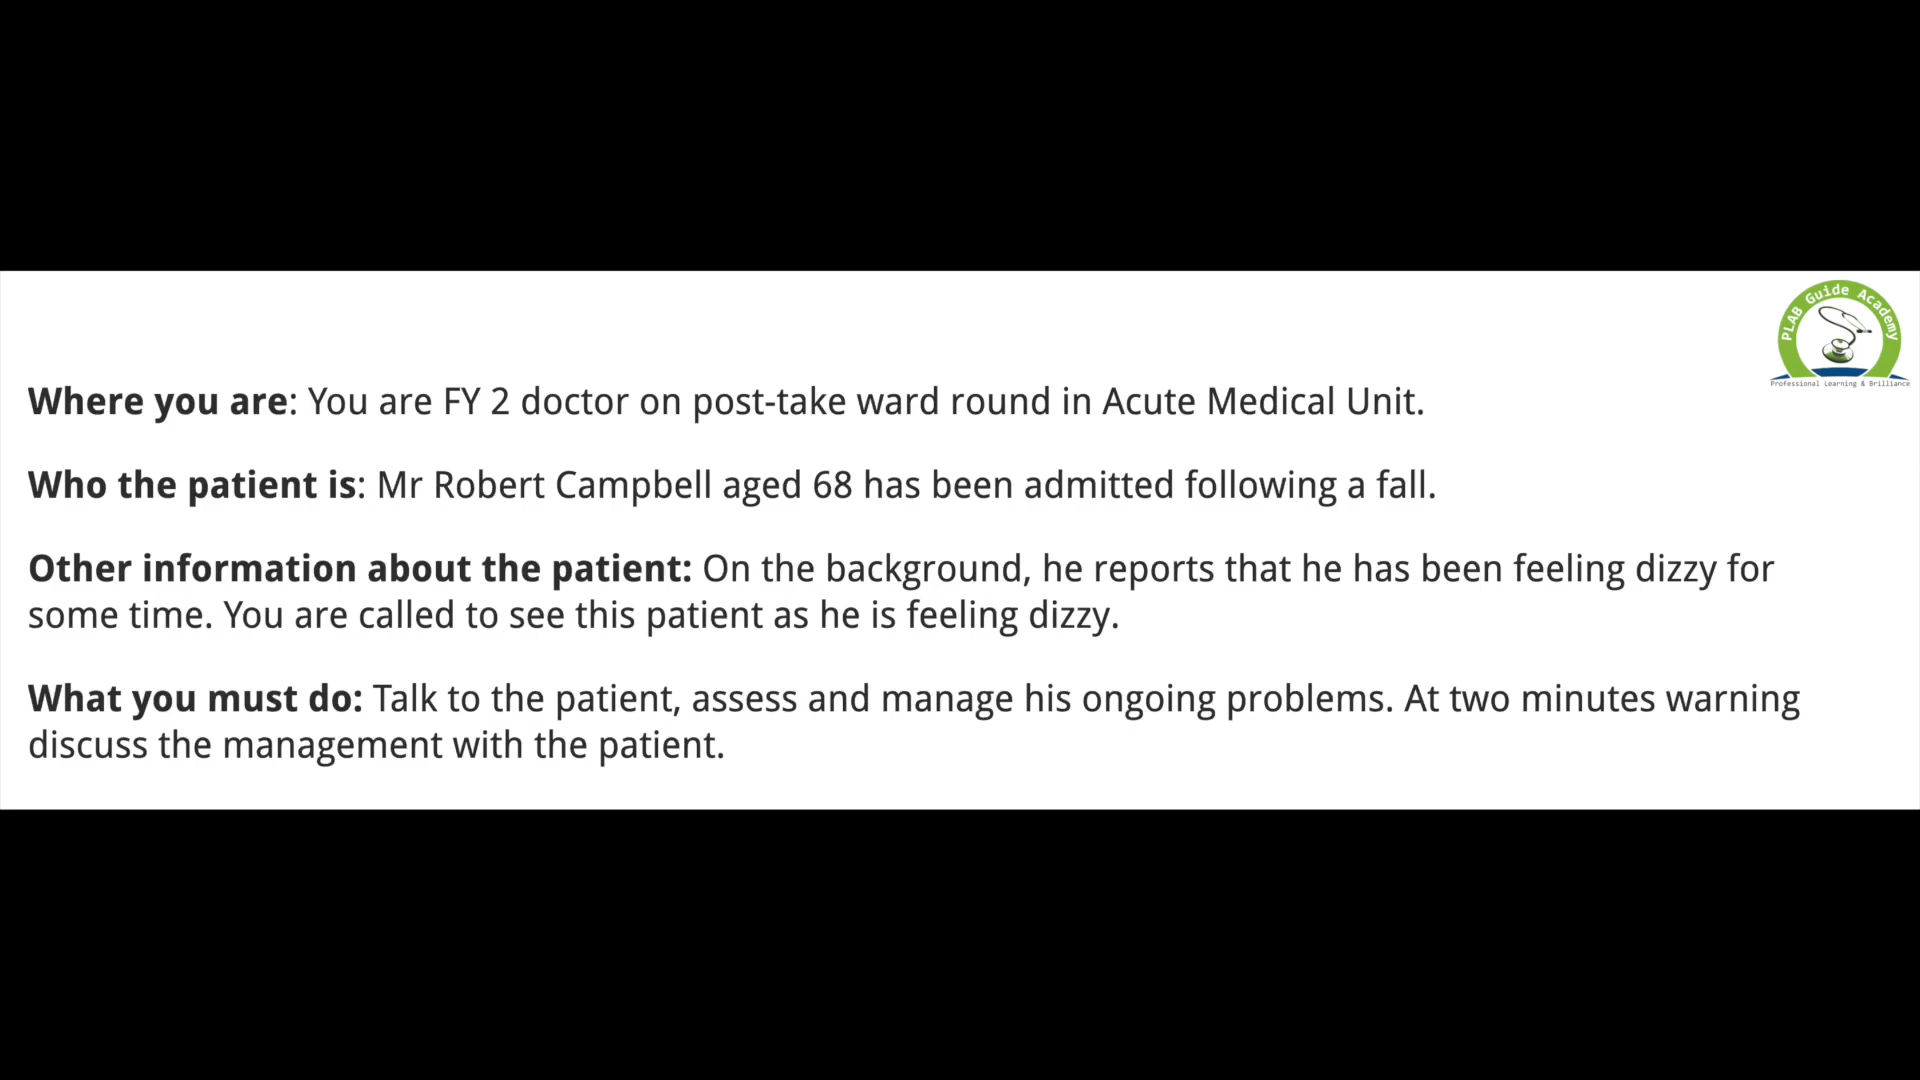 PLAB Guide Academy
Professional Learning & Brilliance
Where you are: You are FY 2 doctor on post-take ward round in Acute Medical Unit.
Who the patient is: Mr Robert Campbell aged 68 has been admitted following a fall.
Other information about the patient: On the background, he reports that he has been feeling dizzy for
some time. You are called to see this patient as he is feeling dizzy.
What you must do: Talk to the patient, assess and manage his ongoing problems. At two minutes warning
discuss the management with the patient.